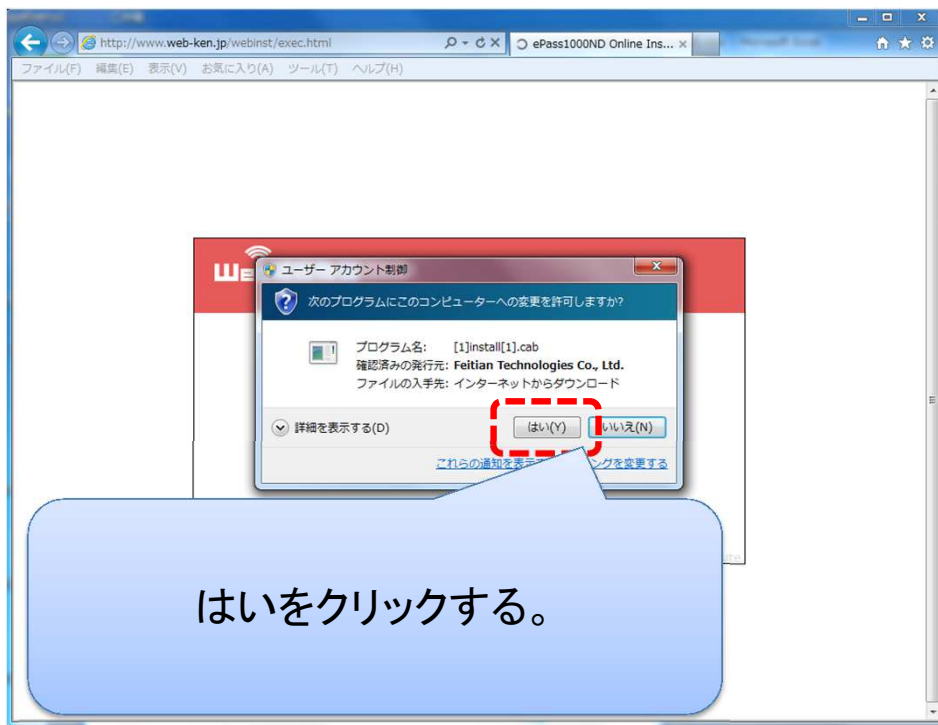 http://www.web-ken.jp/webinst/exec.html
ePass1000ND Online Ins...
ファイル(F) 編集(E) 表示(V) お気に入り(A) ツール(T) ヘルプ(H)
We
ユーザー アカウント制御
次のプログラムにこのコンピューターへの変更を許可しますか?
プログラム名: [1]install[1].cab
確認済みの発行元: Feitian Technologies Co., Ltd.
ファイルの入手先: インターネットからダウンロード
詳細を表示する(D) はい(Y) いいえ(N)
これらの通知を表示す ングを変更する
はいをクリックする。